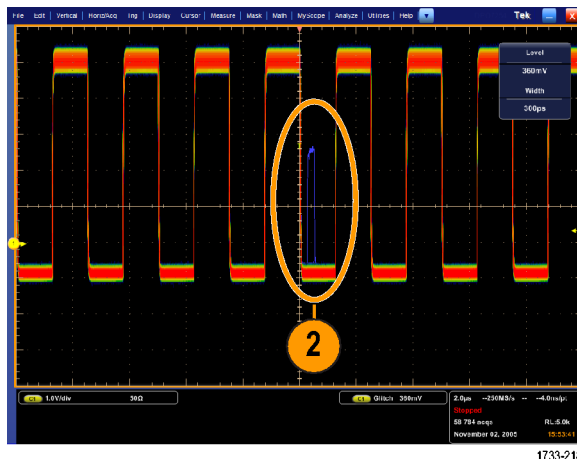 File Edit Vertical Horiz/Acq Trig Display Cursor Measure Mask Math MyScope Analyze Utilities Help Tek X
Level
360mV
Width
300ps
2
C1 1.0V/div 50Ω
C1 Glitch 360mV
2.0µs --250MS/s -- --4.0ns/pt
Stopped
58 784 acqs RL:5.0k
November 02, 2005 15:53:41